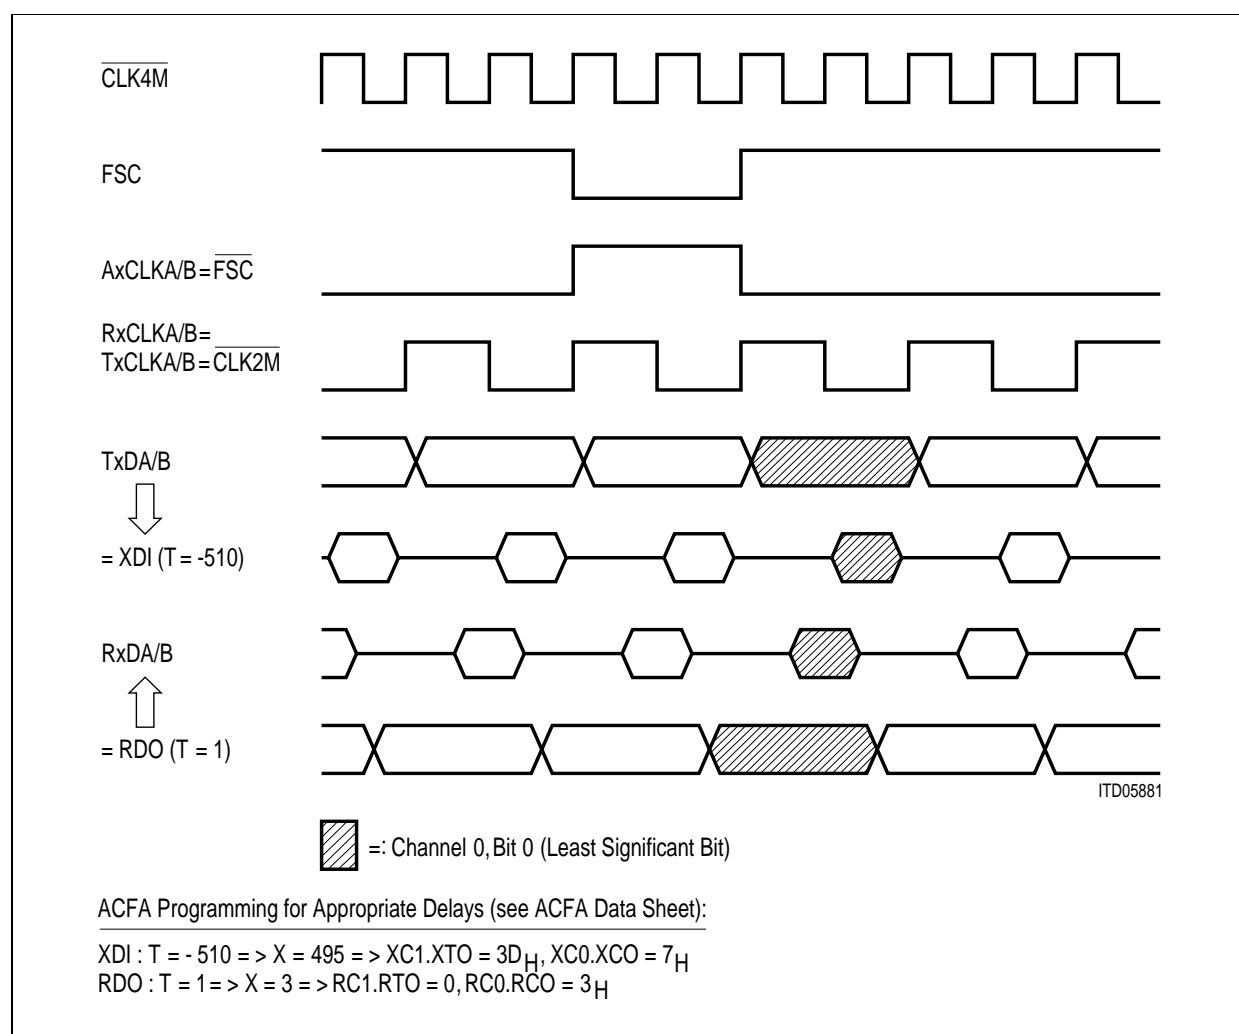 CLK4M
FSC
AxCLKA/B = FSC
RxCLKA/B =
TxCLKA/B = CLK2M
TxDA/B
= XDI (T = -510)
RxDA/B
= RDO (T = 1)
ITD05881
=: Channel 0, Bit 0 (Least Significant Bit)
ACFA Programming for Appropriate Delays (see ACFA Data Sheet):
XDI : T = - 510 = > X = 495 = > XC1.XTO = 3DH, XC0.XCO = 7H
RDO : T = 1 = > X = 3 = > RC1.RTO = 0, RC0.RCO = 3H